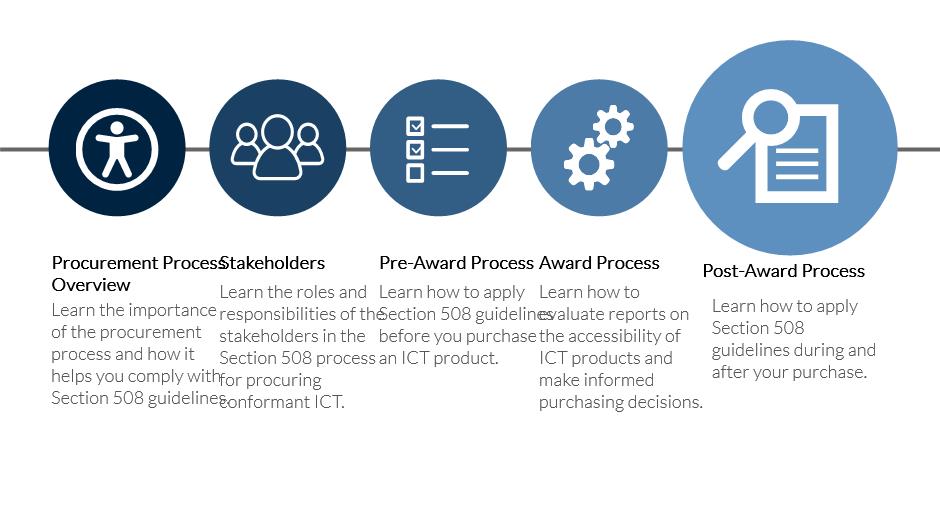 Procurement Process
Overview
Learn the importance
of the procurement
process and how it
helps you comply with
Section 508 guidelines.
Stakeholders
Learn the roles and
responsibilities of the
stakeholders in the
Section 508 process
for procuring
conformant ICT.
Pre-Award Process
Learn how to apply
Section 508 guidelines
before you purchase
an ICT product.
Award Process
Learn how to
evaluate reports on
the accessibility of
ICT products and
make informed
purchasing decisions.
Post-Award Process
Learn how to apply
Section 508
guidelines during and
after your purchase.